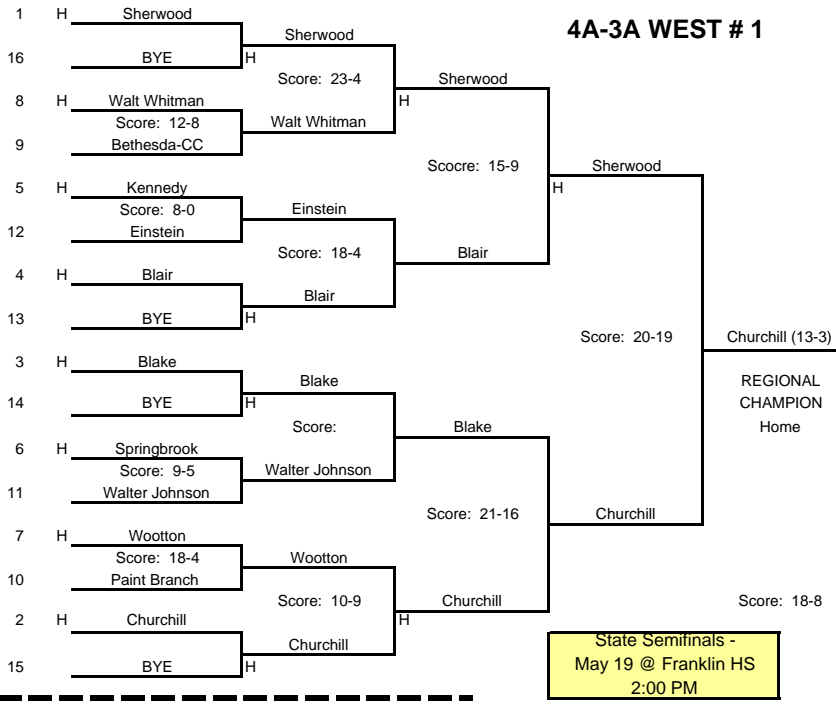 4A-3A WEST # 1
1 H Sherwood
Sherwood
16 BYE H
Score: 23-4
Sherwood
8 H Walt Whitman
H
Score: 12-8
Walt Whitman
9 Bethesda-CC
Scocre: 15-9
Sherwood
5 H Kennedy
H
Score: 8-0
Einstein
12 Einstein
Score: 18-4
Blair
4 H Blair
Blair
13 BYE H
Score: 20-19
Churchill (13-3)
3 H Blake
Blake
REGIONAL
14 BYE H
CHAMPION
Score:
Blake
Home
6 H Springbrook
Score: 9-5
Walter Johnson
11 Walter Johnson
Score: 21-16
Churchill
7 H Wootton
Score: 18-4
Wootton
10 Paint Branch
Score: 10-9
Churchill
Score: 18-8
2 H Churchill
H
Churchill
15 BYE H
State Semifinals -
May 19 @ Franklin HS
2:00 PM